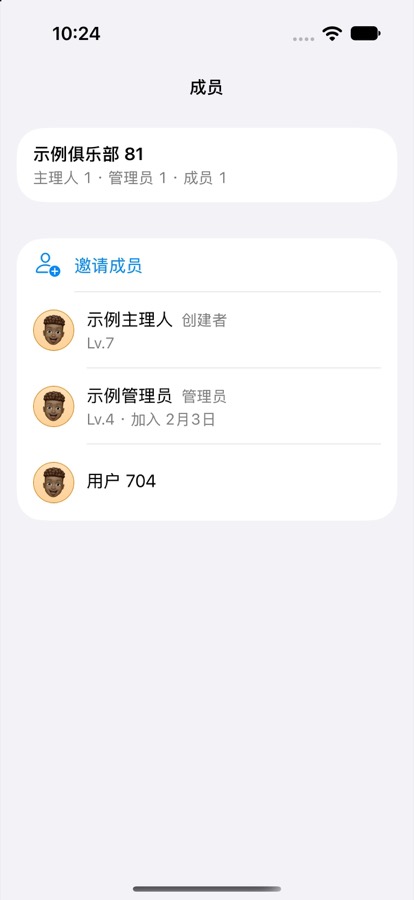 10:24
成员
示例俱乐部 81
主理人 1 · 管理员 1 · 成员 1
邀请成员
示例主理人 创建者
Lv.7
示例管理员 管理员
Lv.4 · 加入 2月3日
用户 704